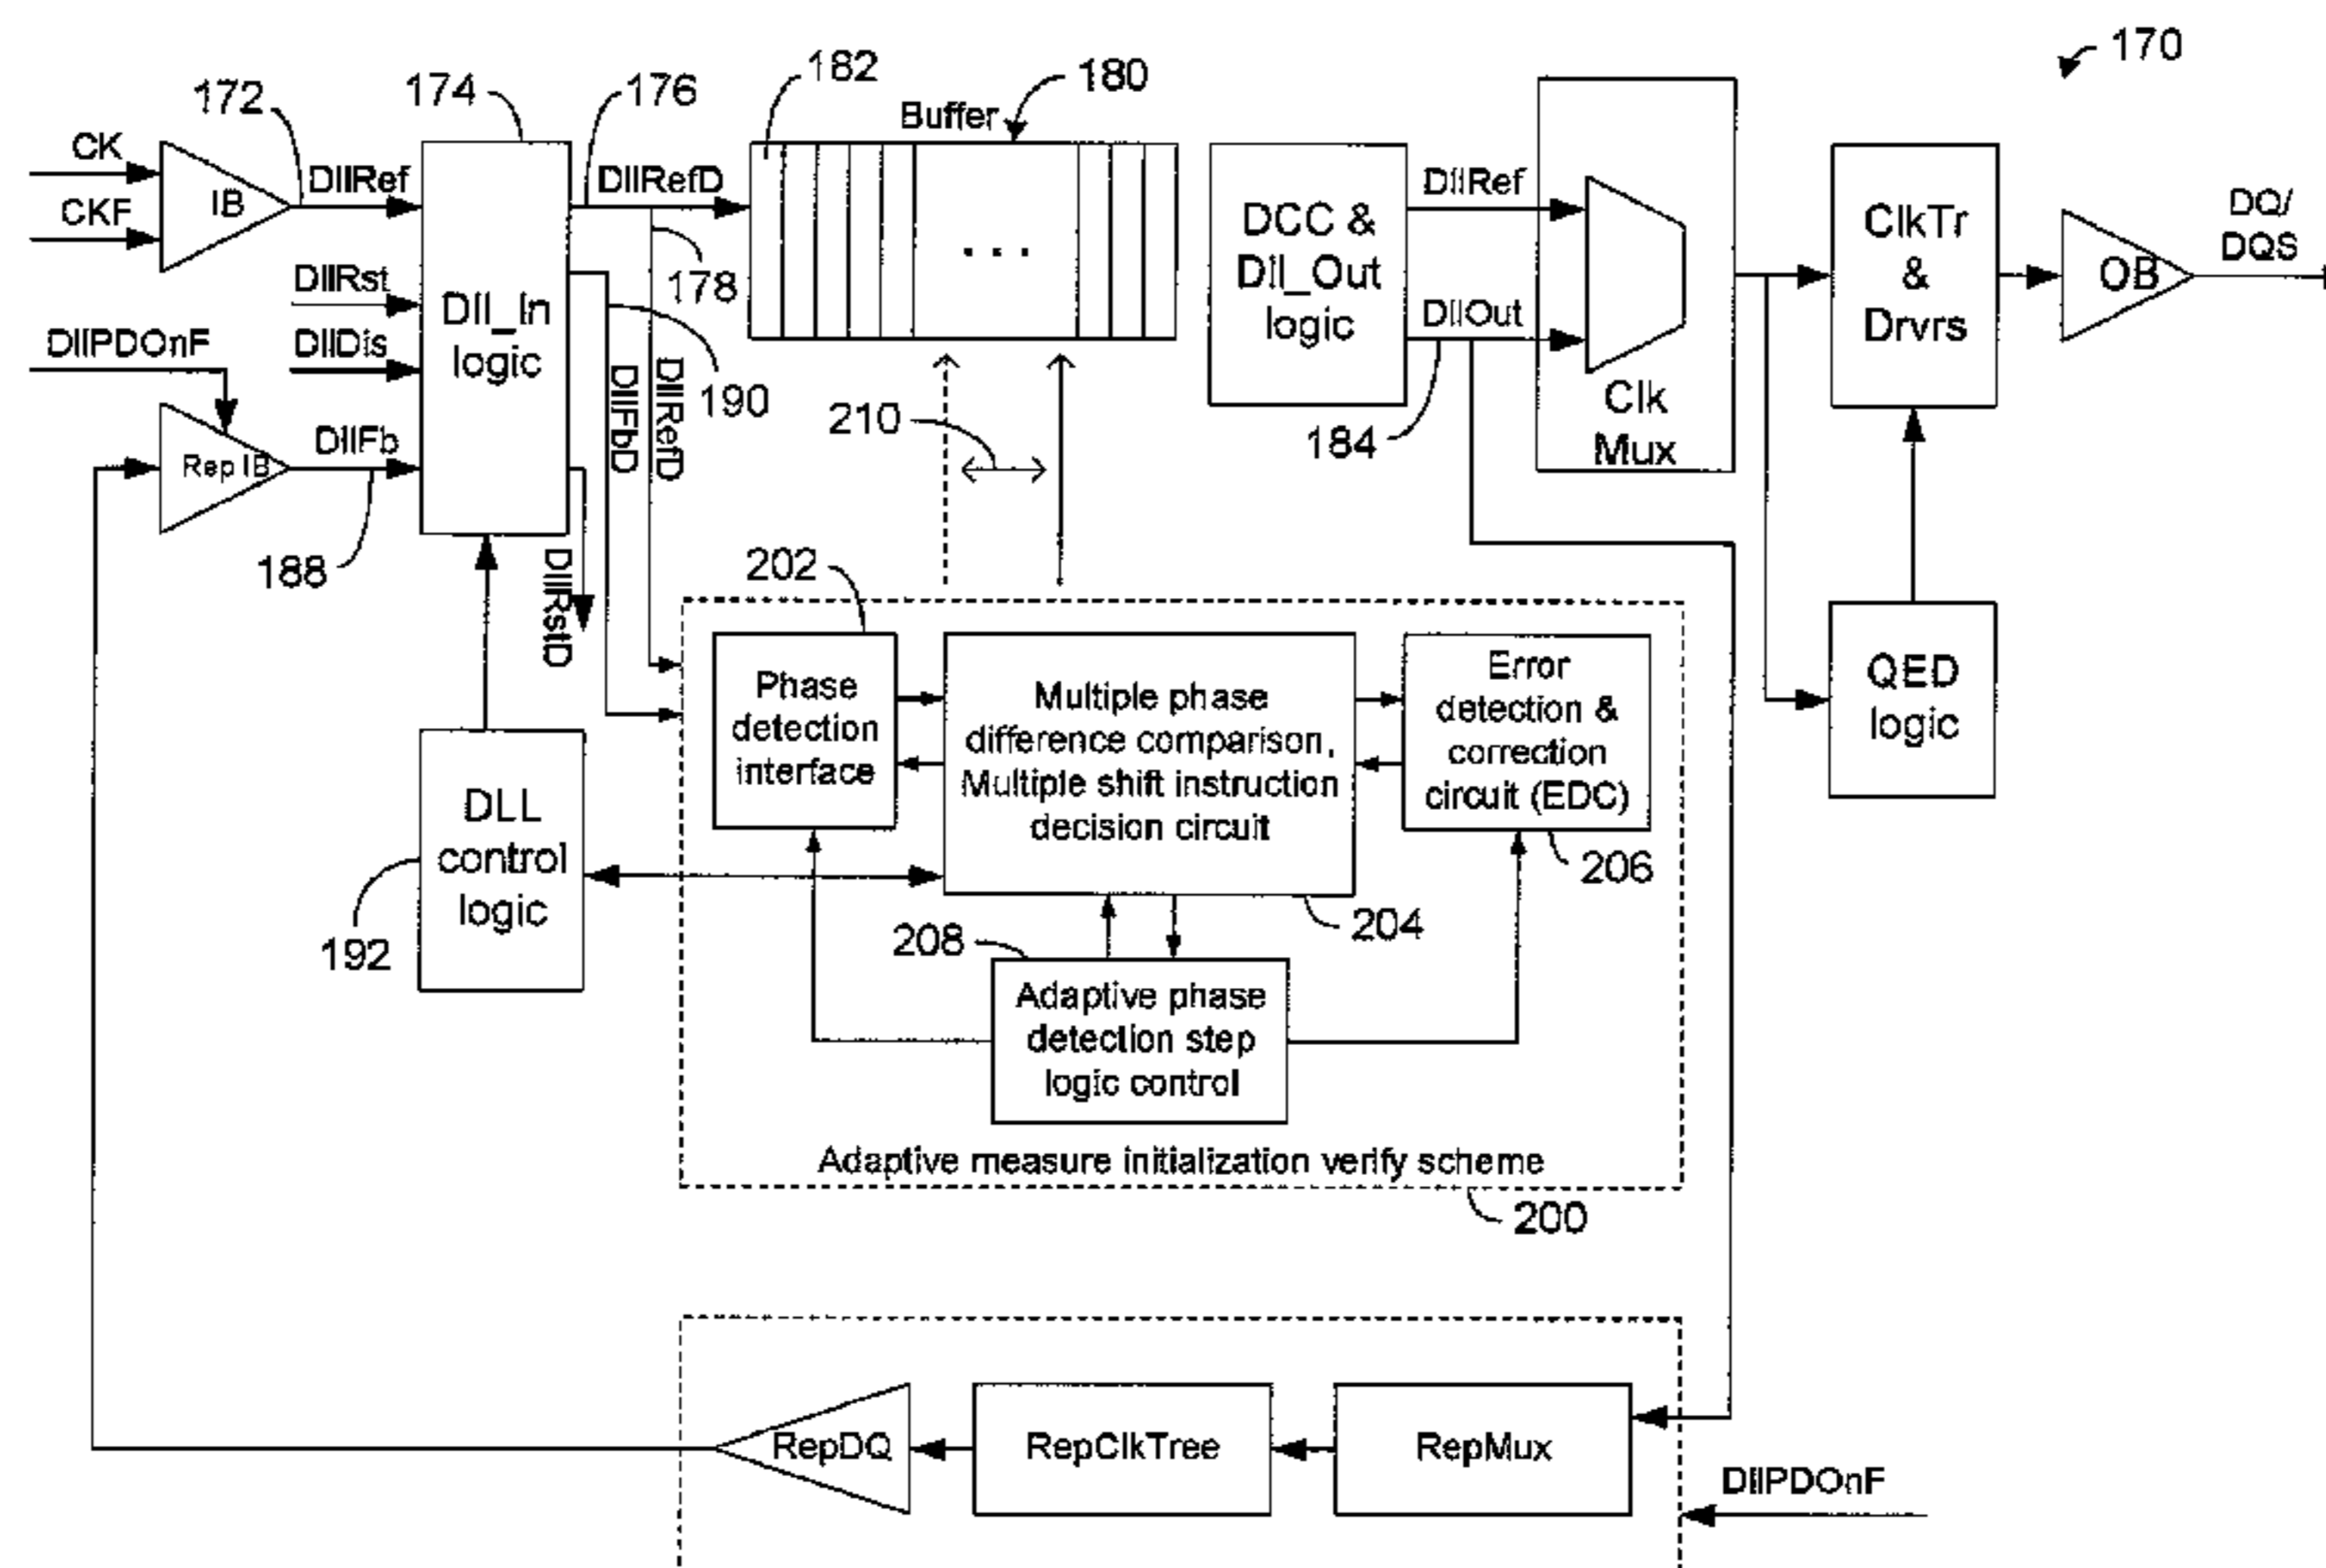 170
182
180
172
174
176
Buffer
CK
CKF
IB
DllRef
DllRefD
178
DllRst
DllDis
DllPDOnF
Dll_In
logic
DllFbD
DllRefD
190
210
...
DCC &
Dll_Out
logic
DllRef
DllOut
184
Clk
Mux
ClkTr
&
Drvrs
OB
DQ/
DQS
Rep IB
DllFb
188
DllRstD
202
Phase
detection
interface
Multiple phase
difference comparison,
Multiple shift instruction
decision circuit
Error
detection &
correction
circuit (EDC)
QED
logic
DLL
control
logic
192
206
204
208
Adaptive phase
detection step
logic control
Adaptive measure initialization verify scheme
200
RepDQ
RepClkTree
RepMux
DllPDOnF